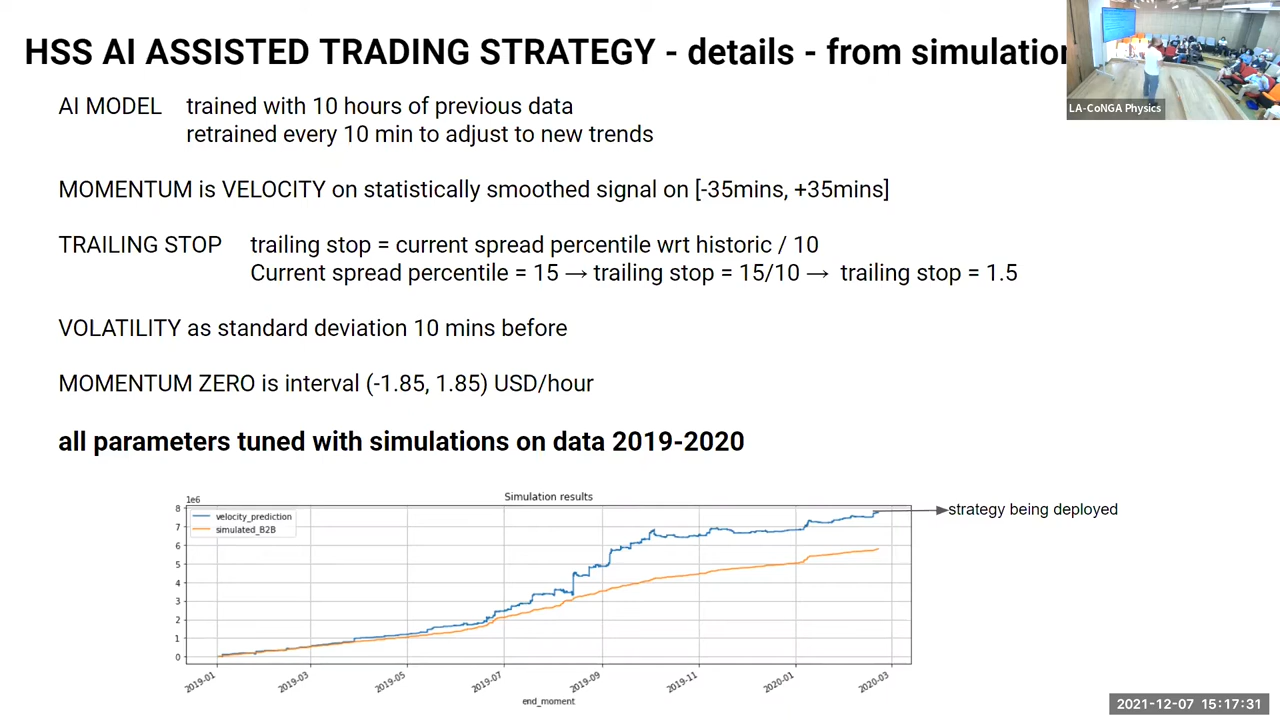 HSS AI ASSISTED TRADING STRATEGY - details - from simulation
LA-CoNGA Physics
AI MODEL trained with 10 hours of previous data
retrained every 10 min to adjust to new trends
MOMENTUM is VELOCITY on statistically smoothed signal on [-35mins, +35mins]
TRAILING STOP trailing stop = current spread percentile wrt historic / 10
Current spread percentile = 15 → trailing stop = 15/10 → trailing stop = 1.5
VOLATILITY as standard deviation 10 mins before
MOMENTUM ZERO is interval (-1.85, 1.85) USD/hour
all parameters tuned with simulations on data 2019-2020
Simulation results
1e6
velocity_prediction
simulated_B2B
strategy being deployed
8
7
6
5
4
3
2
1
0
2019-01 2019-03 2019-05 2019-07 2019-09 2019-11 2020-01 2020-03
end_moment
2021-12-07 15:17:31